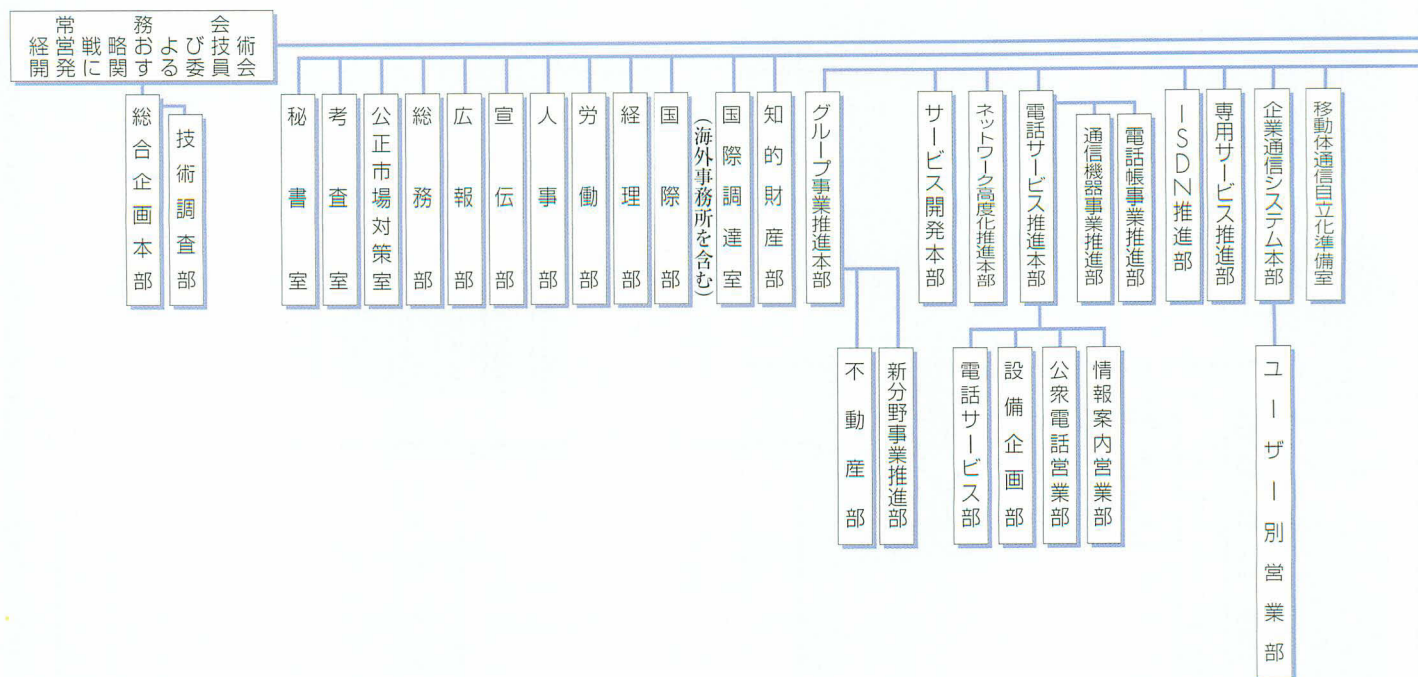 常務会
経営戦略および技術
開発に関する委員会
総合企画本部
技術調査部
秘書室
考査室
公正市場対策室
総務部
広報部
宣伝部
人事部
労働部
経理部
国際部
(海外事務所を含む)
国際調達室
知的財産部
グループ事業推進本部
サービス開発本部
ネットワーク高度化推進本部
電話サービス推進本部
通信機器事業推進部
電話帳事業推進部
ISDN推進部
専用サービス推進部
企業通信システム本部
移動体通信自立化準備室
不動産部
新分野事業推進部
電話サービス部
設備企画部
公衆電話営業部
情報案内営業部
ユーザー別営業部